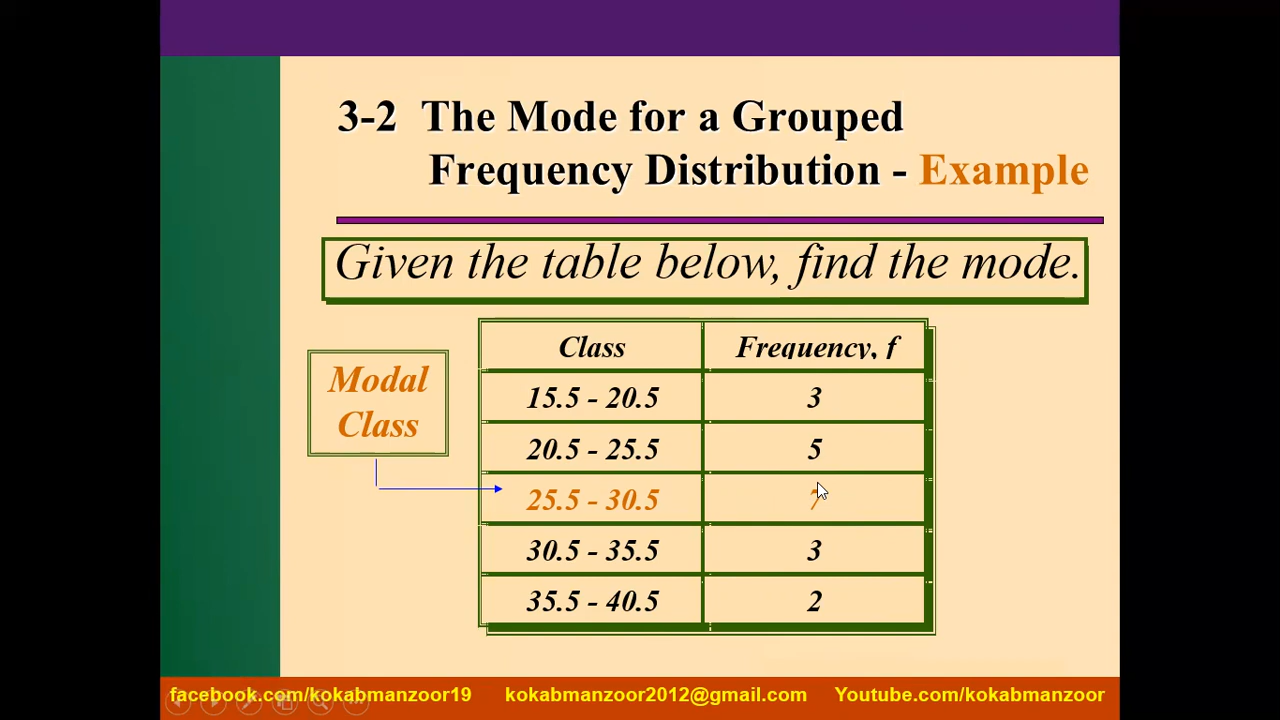 3-2 The Mode for a Grouped
Frequency Distribution - Example
Given the table below, find the mode.
Modal
Class
Class Frequency, f
15.5 - 20.5 3
20.5 - 25.5 5
25.5 - 30.5 7
30.5 - 35.5 3
35.5 - 40.5 2
facebook.com/kokabmanzoor19 kokabmanzoor2012@gmail.com Youtube.com/kokabmanzoor